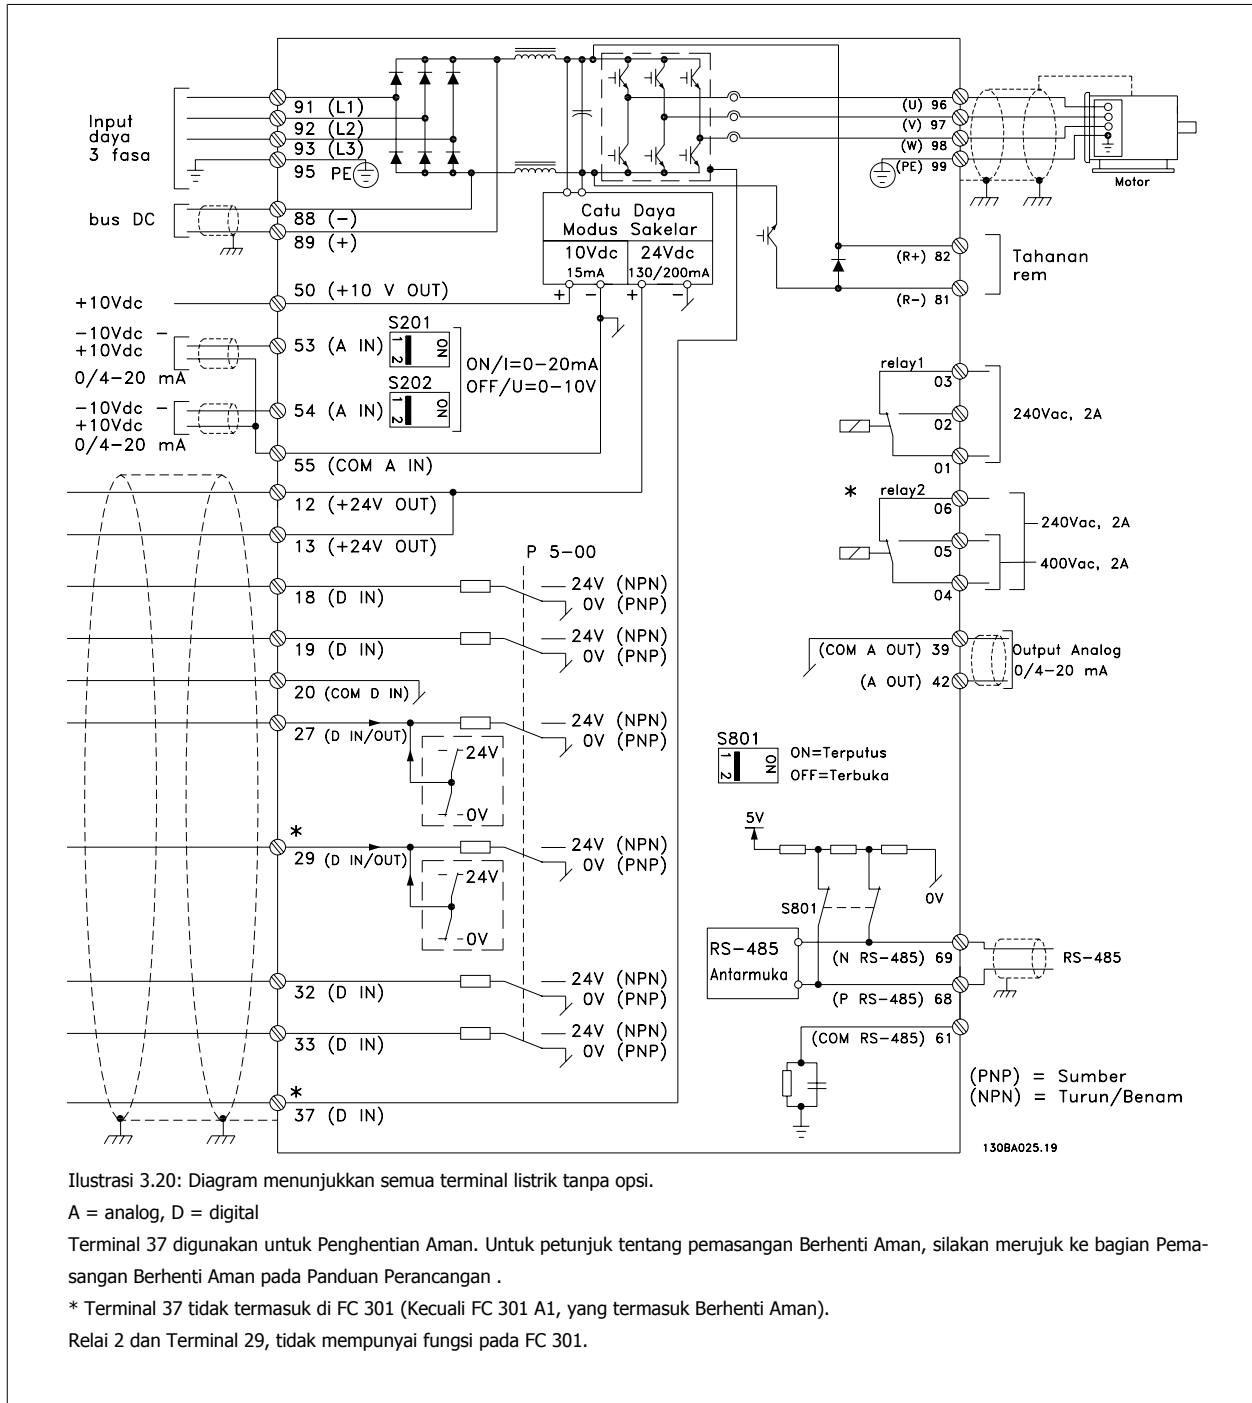 Input
daya
3 fasa
91 (L1)
92 (L2)
93 (L3)
95 PE
bus DC
88 (−)
89 (+)
+10Vdc
50 (+10 V OUT)
−10Vdc −
+10Vdc
0/4−20 mA
53 (A IN)
S201
1 2
ON
ON/I=0−20mA
OFF/U=0−10V
S202
1 2
ON
−10Vdc −
+10Vdc
0/4−20 mA
54 (A IN)
55 (COM A IN)
12 (+24V OUT)
13 (+24V OUT)
P 5-00
18 (D IN)
24V (NPN)
0V (PNP)
19 (D IN)
24V (NPN)
0V (PNP)
20 (COM D IN)
27 (D IN/OUT)
24V (NPN)
0V (PNP)
24V
0V
*
29 (D IN/OUT)
24V (NPN)
0V (PNP)
24V
0V
32 (D IN)
24V (NPN)
0V (PNP)
33 (D IN)
24V (NPN)
0V (PNP)
*
37 (D IN)
Catu Daya
Modus Sakelar
10Vdc
15mA
24Vdc
130/200mA
+ − + −
(U) 96
(V) 97
(W) 98
(PE) 99
Motor
(R+) 82
(R−) 81
Tahanan
rem
relay1
03
02
01
240Vac, 2A
* relay2
06
05
04
240Vac, 2A
400Vac, 2A
(COM A OUT) 39
(A OUT) 42
Output Analog
0/4−20 mA
S801
1 2
ON
ON=Terputus
OFF=Terbuka
5V
S801
0V
RS−485
Antarmuka
(N RS−485) 69
(P RS−485) 68
RS−485
(COM RS−485) 61
(PNP) = Sumber
(NPN) = Turun/Benam
130BA025.19
Ilustrasi 3.20: Diagram menunjukkan semua terminal listrik tanpa opsi.
A = analog, D = digital
Terminal 37 digunakan untuk Penghentian Aman. Untuk petunjuk tentang pemasangan Berhenti Aman, silakan merujuk ke bagian Pema-
sangan Berhenti Aman pada Panduan Perancangan .
* Terminal 37 tidak termasuk di FC 301 (Kecuali FC 301 A1, yang termasuk Berhenti Aman).
Relai 2 dan Terminal 29, tidak mempunyai fungsi pada FC 301.